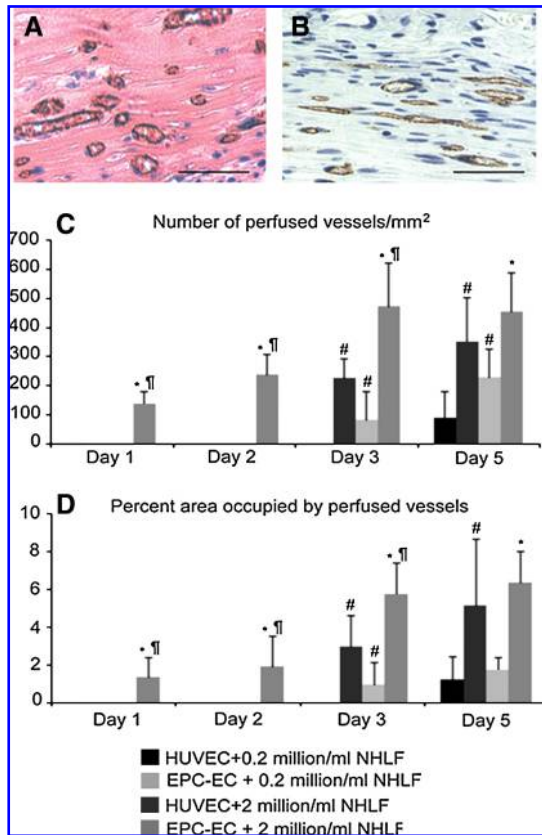 A
B
C
Number of perfused vessels/mm²
700
600
500
400
300
200
100
0
* ¶
* ¶
#
#
* ¶
#
#
*
Day 1 Day 2 Day 3 Day 5
D
Percent area occupied by perfused vessels
10
8
6
4
2
0
* ¶
* ¶
#
#
* ¶
#
*
Day 1 Day 2 Day 3 Day 5
HUVEC+0.2 million/ml NHLF
EPC-EC + 0.2 million/ml NHLF
HUVEC+2 million/ml NHLF
EPC-EC + 2 million/ml NHLF